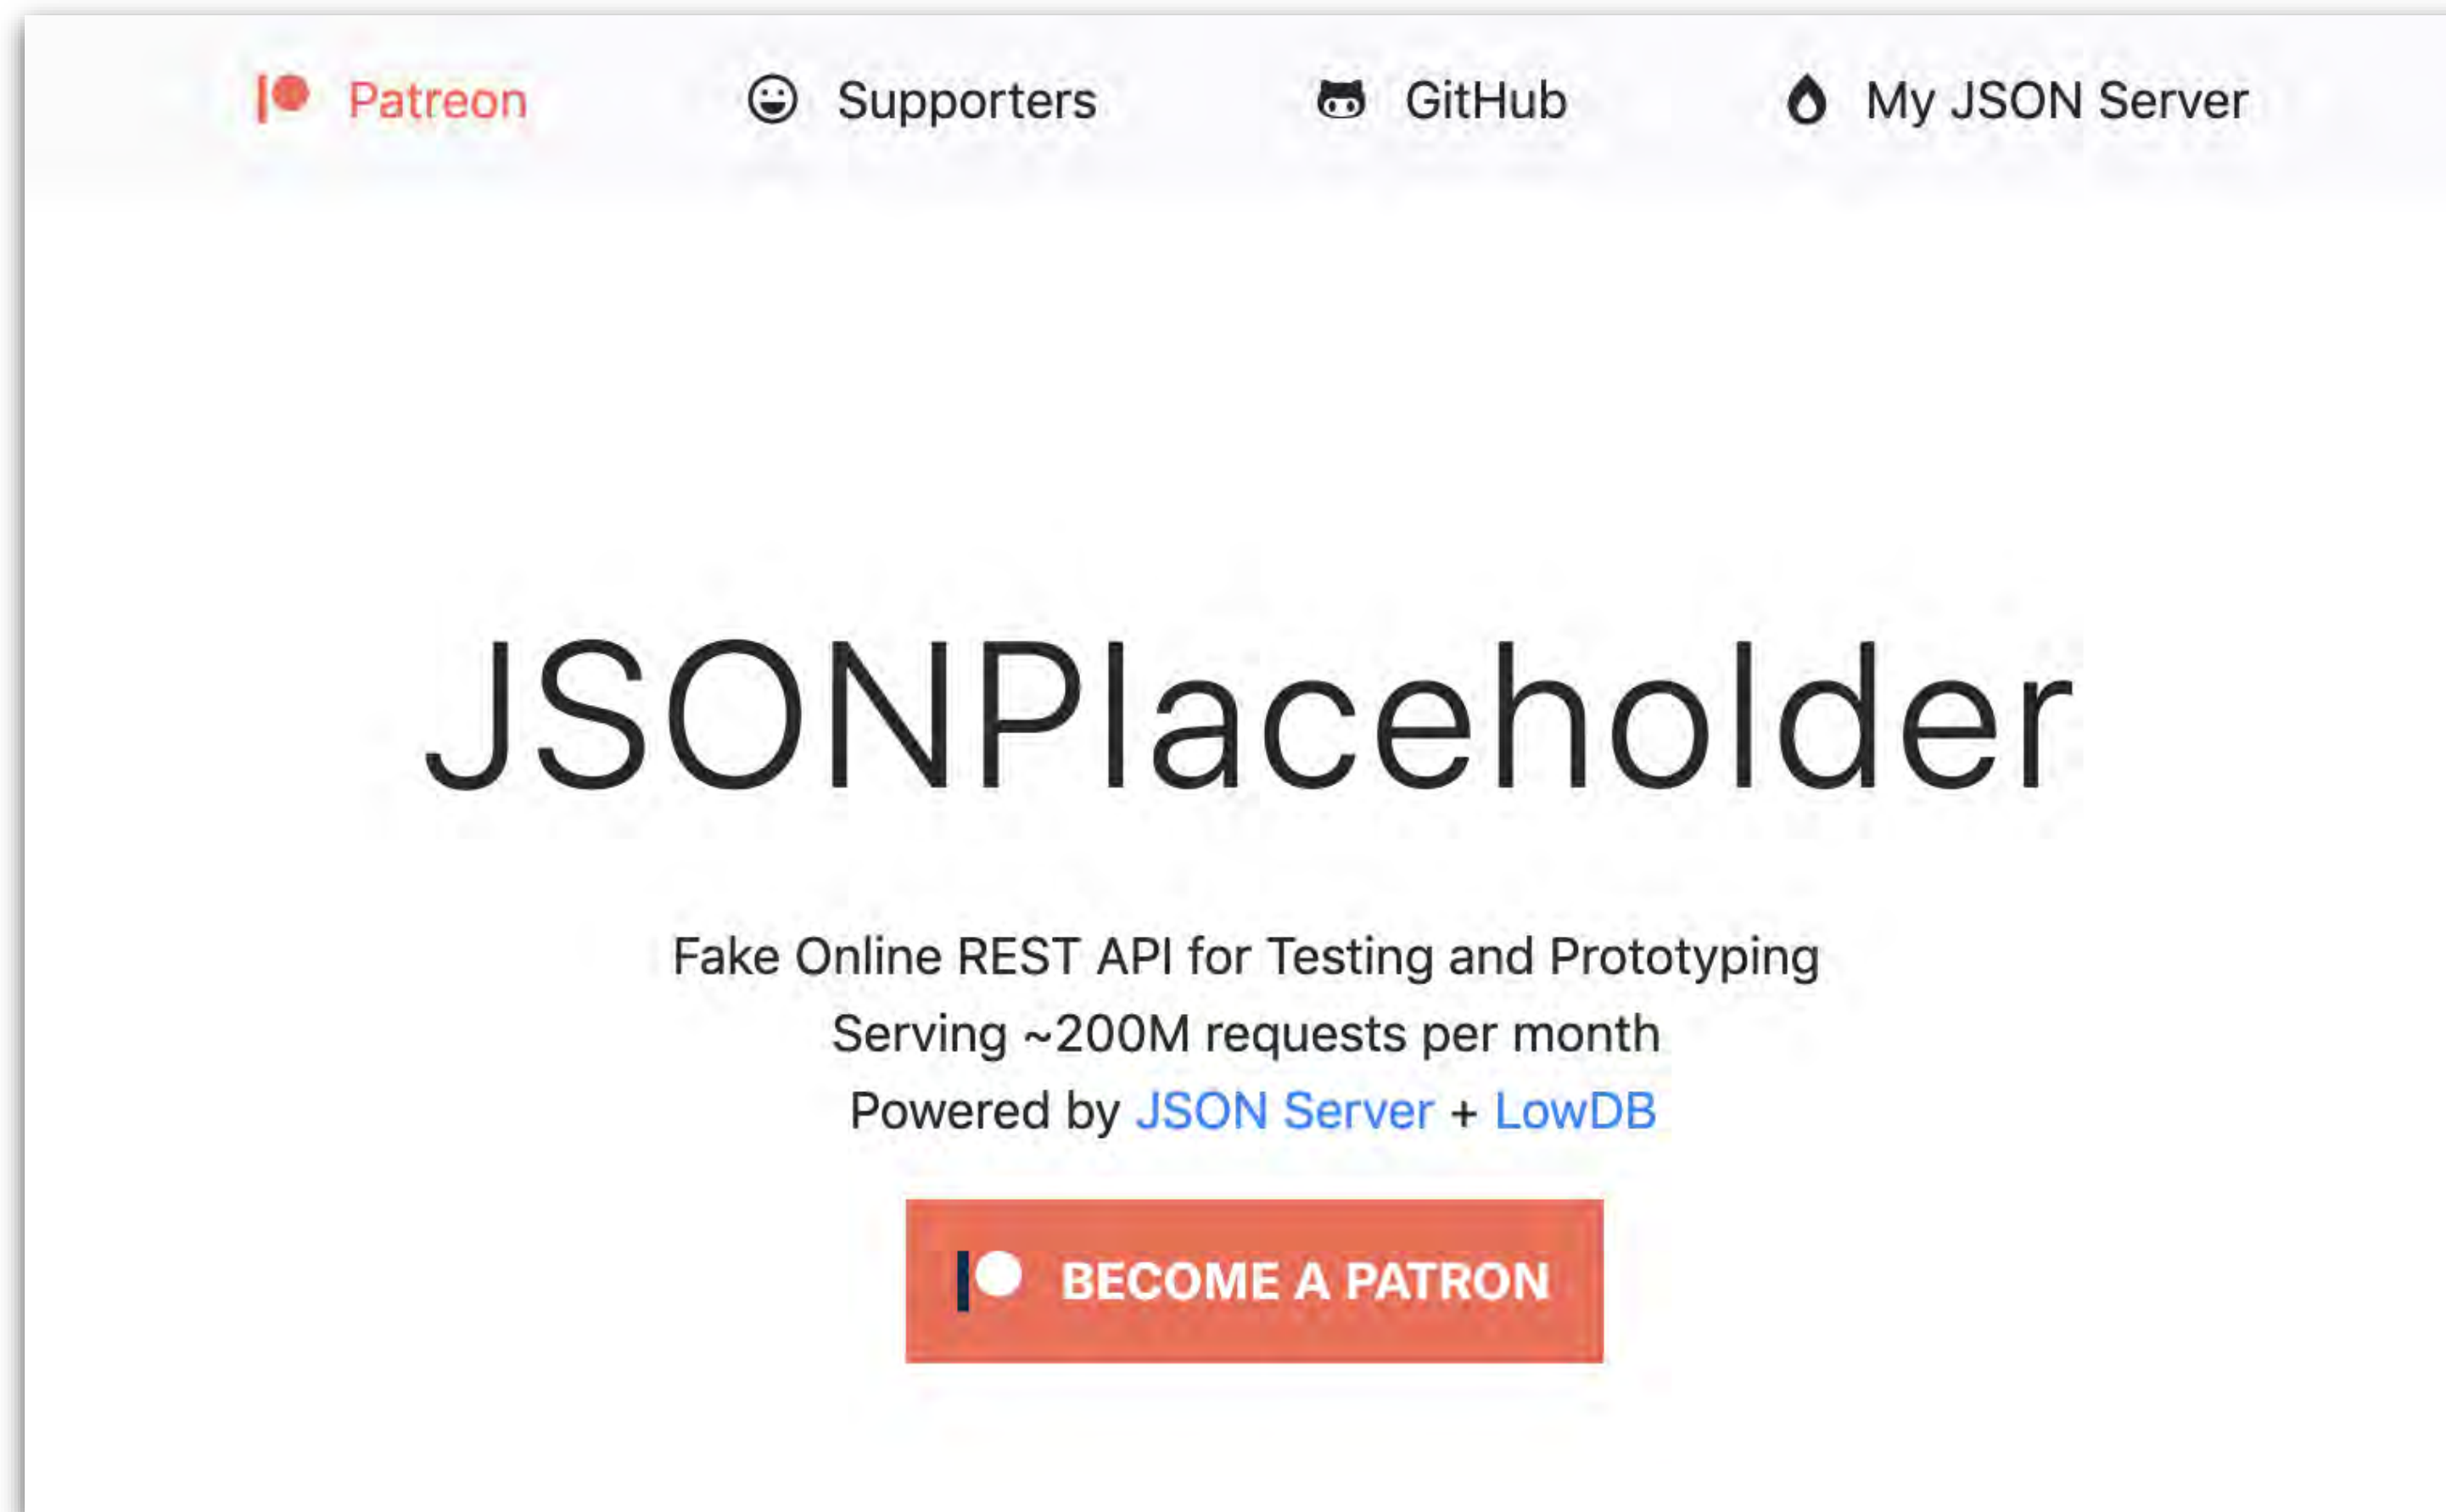 Patreon Supporters GitHub My JSON Server
JSONPlaceholder
Fake Online REST API for Testing and Prototyping
Serving ~200M requests per month
Powered by JSON Server + LowDB
BECOME A PATRON